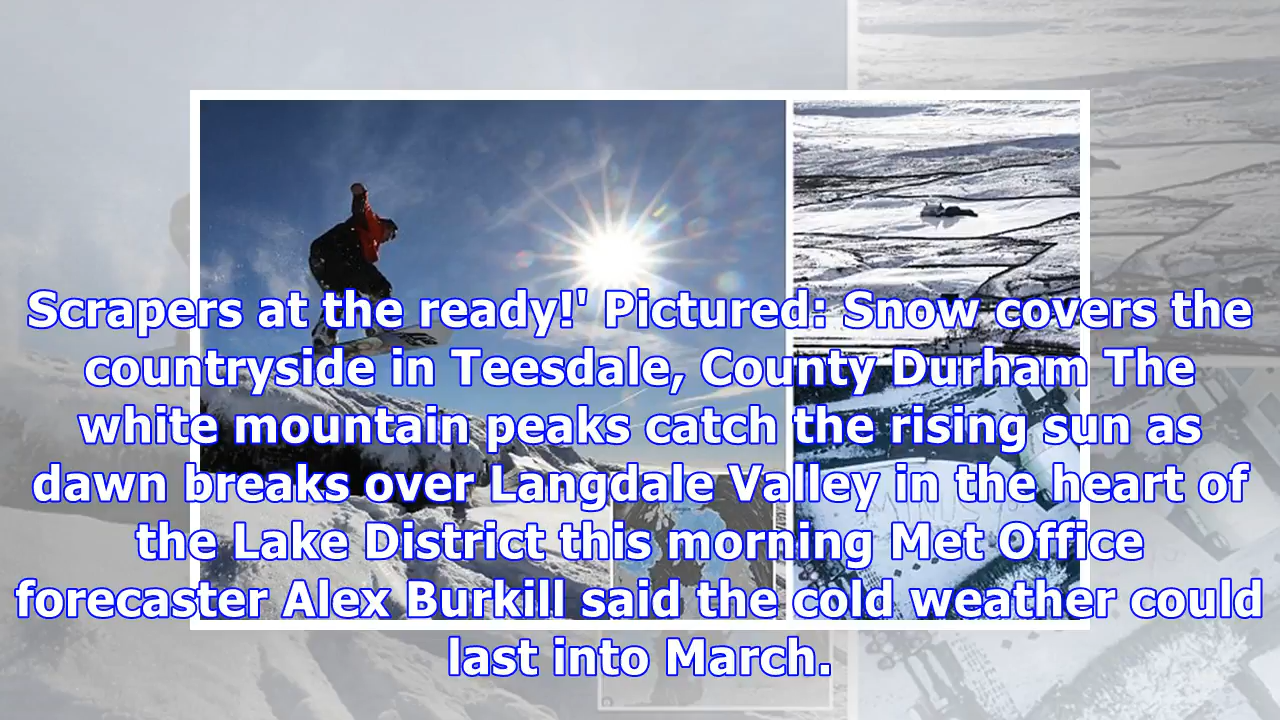 Scrapers at the ready!' Pictured: Snow covers the
countryside in Teesdale, County Durham The
white mountain peaks catch the rising sun as
dawn breaks over Langdale Valley in the heart of
the Lake District this morning Met Office
forecaster Alex Burkill said the cold weather could
last into March.